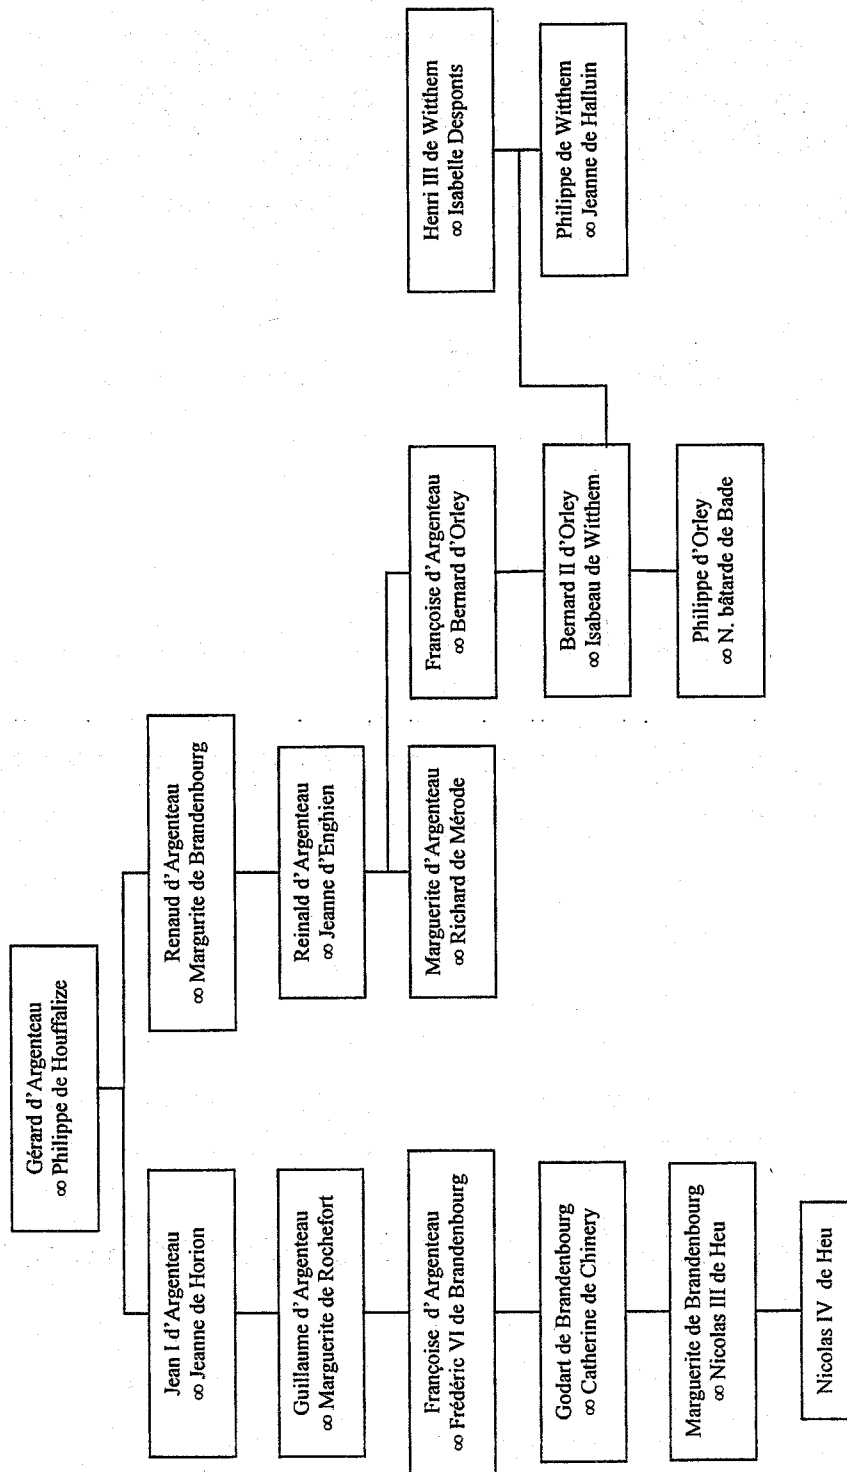 Gérard d'Argenteau
∞ Philippe de Houffalize
Jean I d'Argenteau
∞ Jeanne de Horion
Renaud d'Argenteau
∞ Margurite de Brandenbourg
Guillaume d'Argenteau
∞ Marguerite de Rochefort
Reinald d'Argenteau
∞ Jeanne d'Enghien
Françoise d'Argenteau
∞ Frédéric VI de Brandenbourg
Marguerite d'Argenteau
∞ Richard de Mérode
Françoise d'Argenteau
∞ Bernard d'Orley
Henri III de Witthem
∞ Isabelle Desponts
Godart de Brandenbourg
∞ Catherine de Chinery
Bernard II d'Orley
∞ Isabeau de Witthem
Philippe de Witthem
∞ Jeanne de Halluin
Marguerite de Brandenbourg
∞ Nicolas III de Heu
Philippe d'Orley
∞ N. bâtarde de Bade
Nicolas IV de Heu